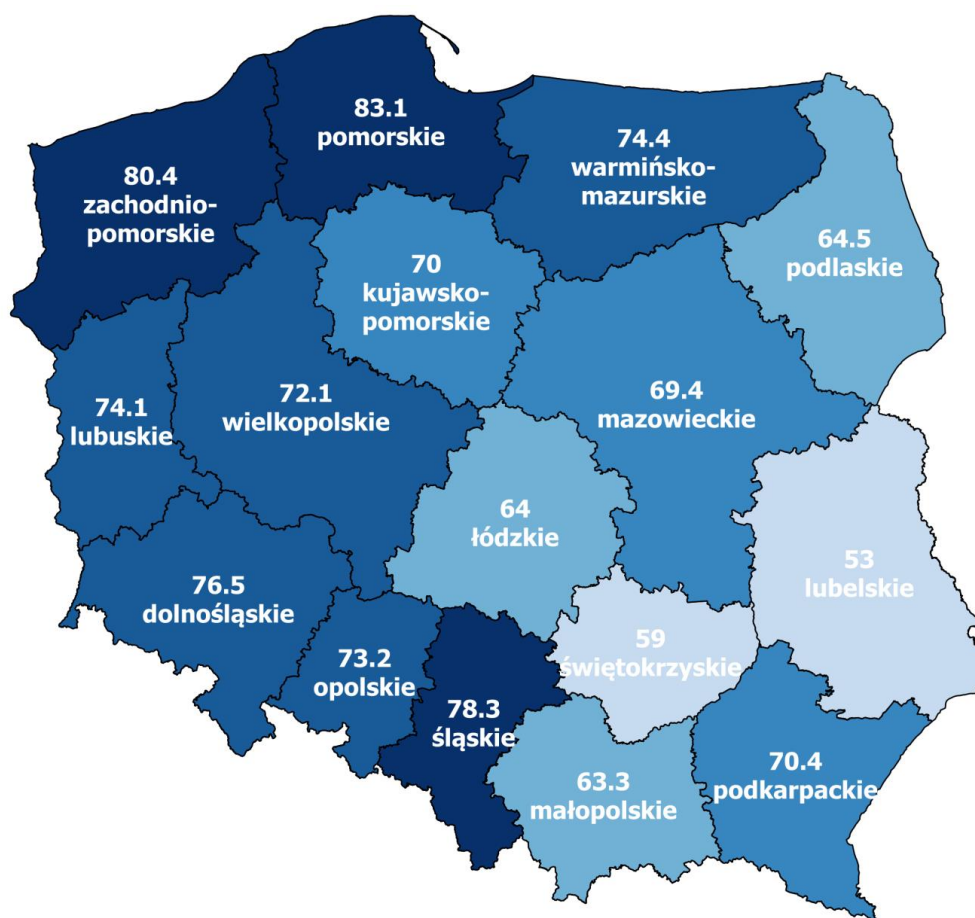 83.1
pomorskie
74.4
warmińsko-
mazurskie
80.4
zachodnio-
pomorskie
64.5
podlaskie
70
kujawsko-
pomorskie
69.4
mazowieckie
72.1
wielkopolskie
74.1
lubuskie
64
łódzkie
53
lubelskie
76.5
dolnośląskie
59
świętokrzyskie
73.2
opolskie
78.3
śląskie
70.4
podkarpackie
63.3
małopolskie